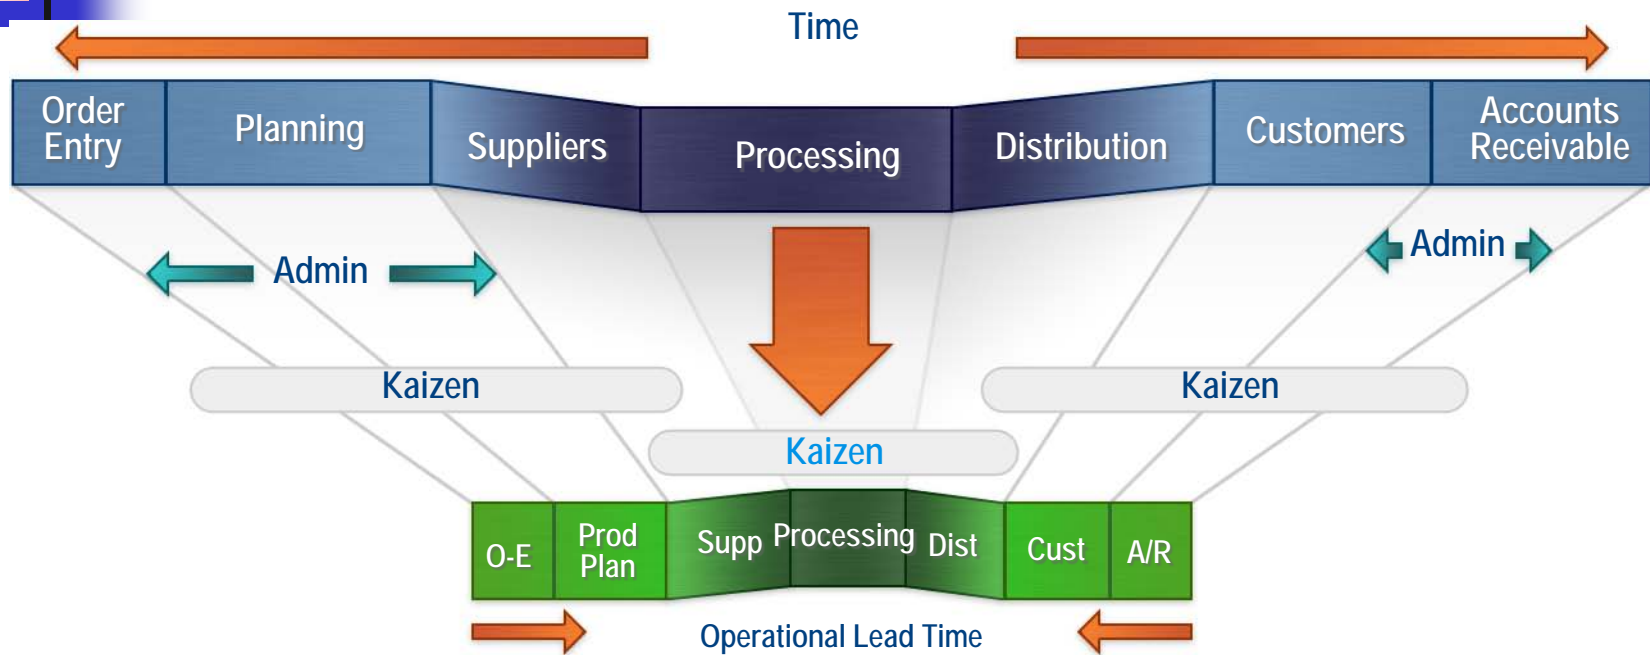 Time
Order
Entry
Planning
Suppliers
Processing
Distribution
Customers
Accounts
Receivable
Admin
Admin
Kaizen
Kaizen
Kaizen
O-E
Prod
Plan
Supp
Processing
Dist
Cust
A/R
Operational Lead Time